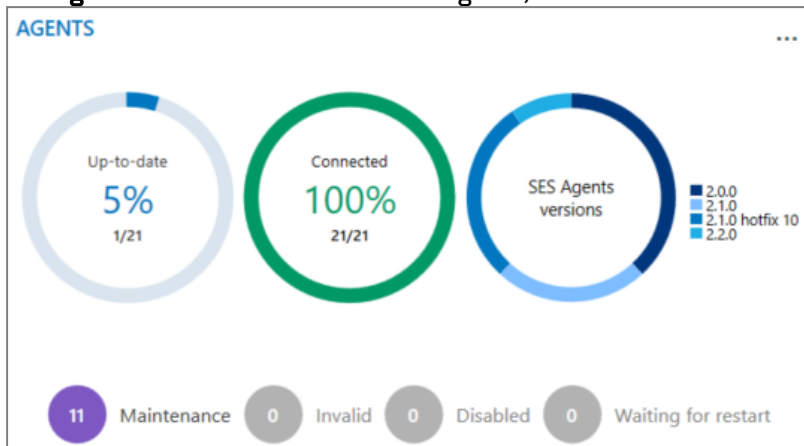 AGENTS
...
Up-to-date
5%
1/21
Connected
100%
21/21
SES Agents
versions
2.0.0
2.1.0
2.1.0 hotfix 10
2.2.0
11 Maintenance 0 Invalid 0 Disabled 0 Waiting for restart